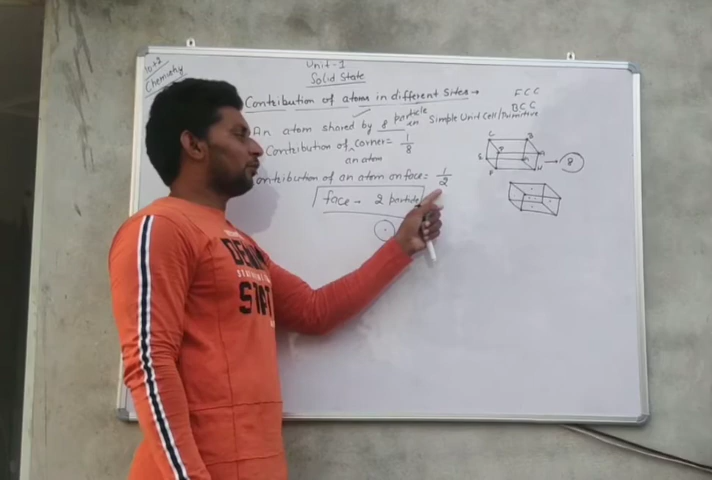 10+2
Chemistry
Unit-1
Solid State
Contribution of atoms in different Sites→
FCC
BCC
An atom shared by 8 particle in Simple Unit Cell/Primitive
Contribution of corner = 1/8
an atom
Contribution of an atom on face = 1/2
face → 2 particle
8